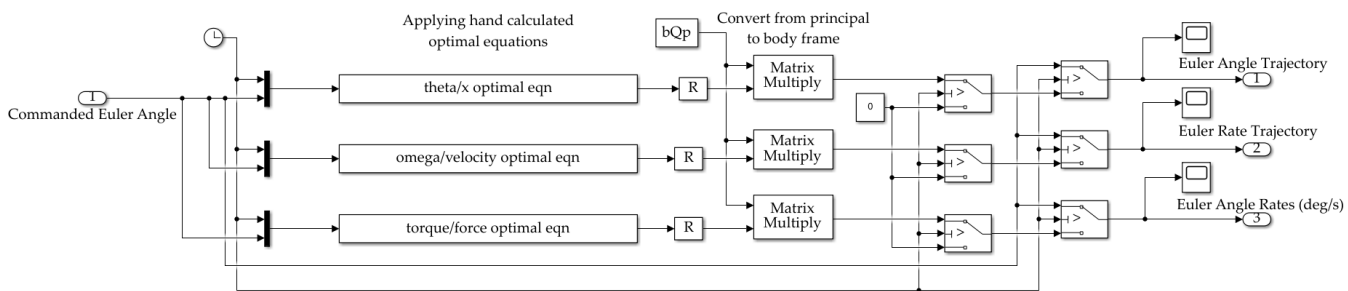 Applying hand calculated
optimal equations
bQp
Convert from principal
to body frame
Matrix
Multiply
Euler Angle Trajectory
1
theta/x optimal eqn
R
>
>
1
Commanded Euler Angle
0
Euler Rate Trajectory
2
omega/velocity optimal eqn
R
Matrix
Multiply
>
>
Euler Angle Rates (deg/s)
3
torque/force optimal eqn
R
Matrix
Multiply
>
>